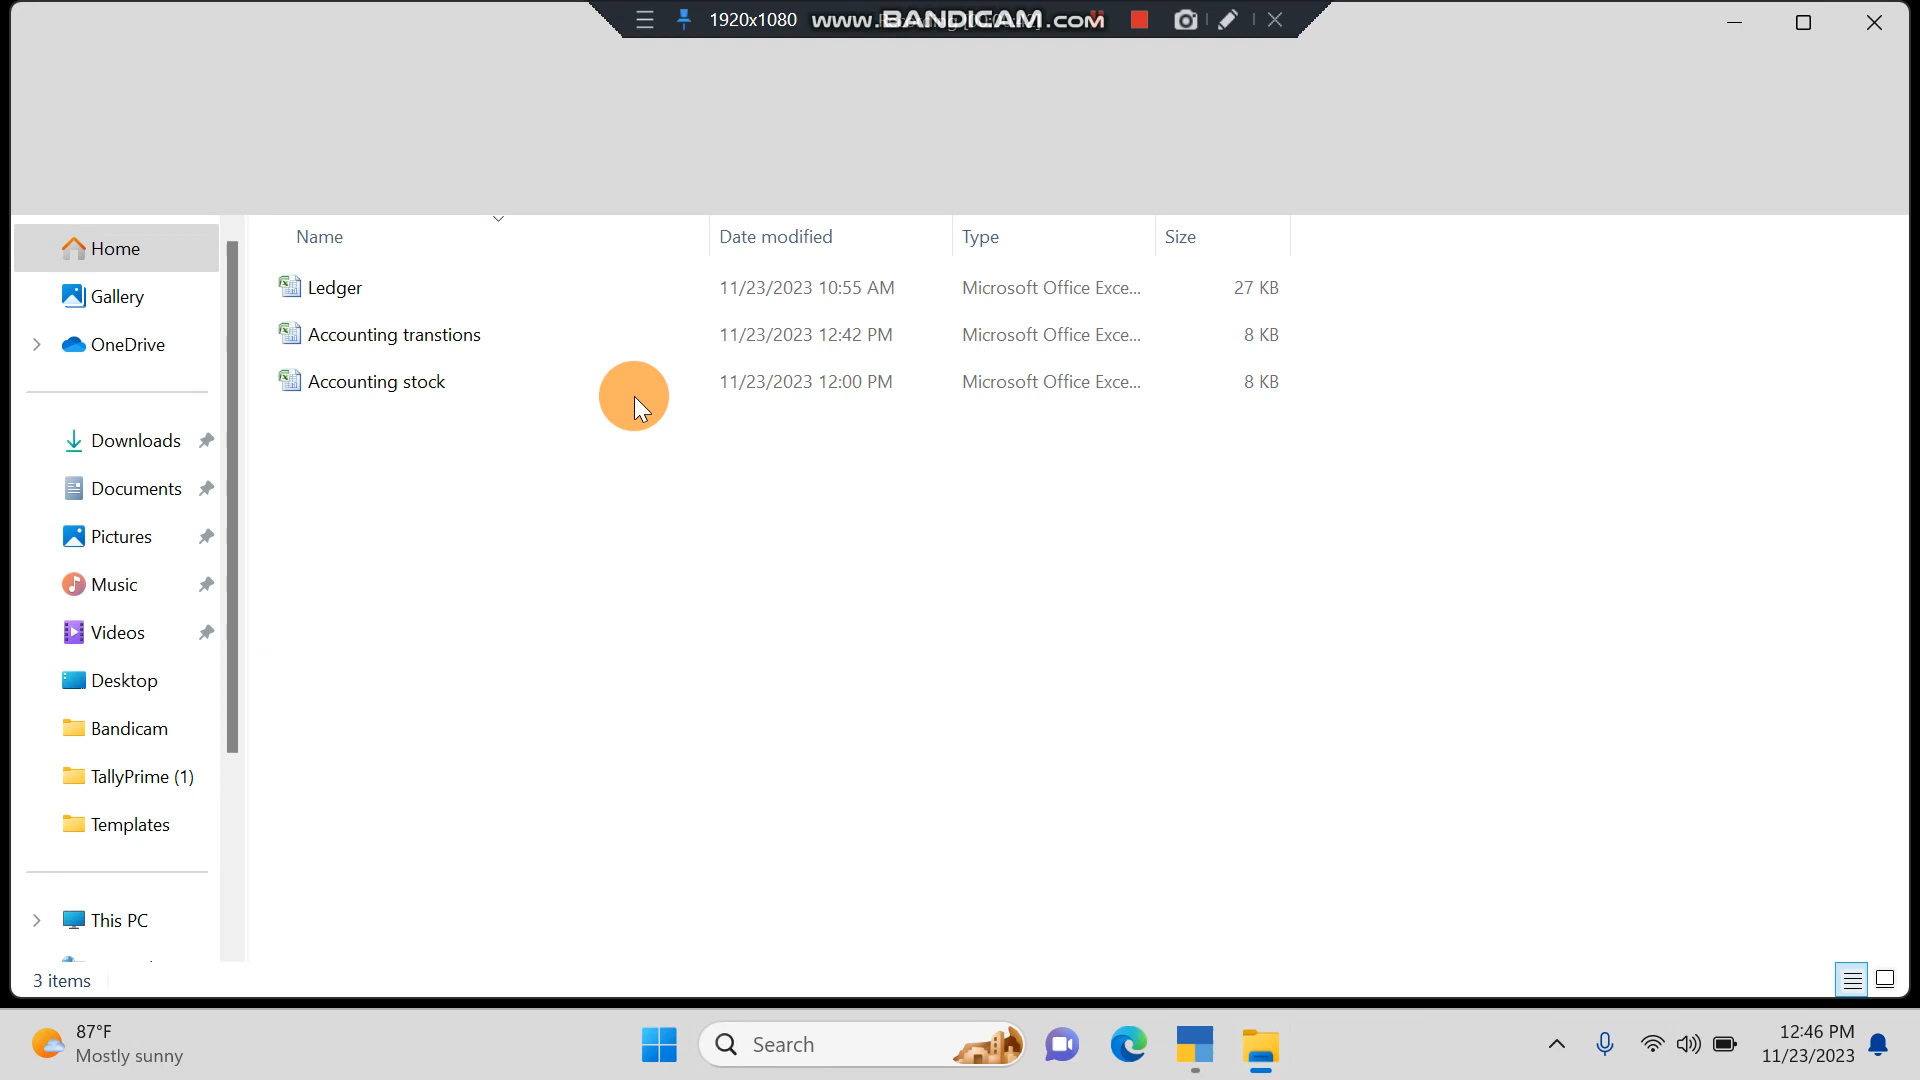 1920x1080 www.BANDICAM.COM
Name Date modified Type Size
Home
Gallery
OneDrive
Ledger 11/23/2023 10:55 AM Microsoft Office Exce... 27 KB
Accounting transtions 11/23/2023 12:42 PM Microsoft Office Exce... 8 KB
Accounting stock 11/23/2023 12:00 PM Microsoft Office Exce... 8 KB
Downloads
Documents
Pictures
Music
Videos
Desktop
Bandicam
TallyPrime (1)
Templates
This PC
3 items
87°F
Mostly sunny
Search
12:46 PM
11/23/2023